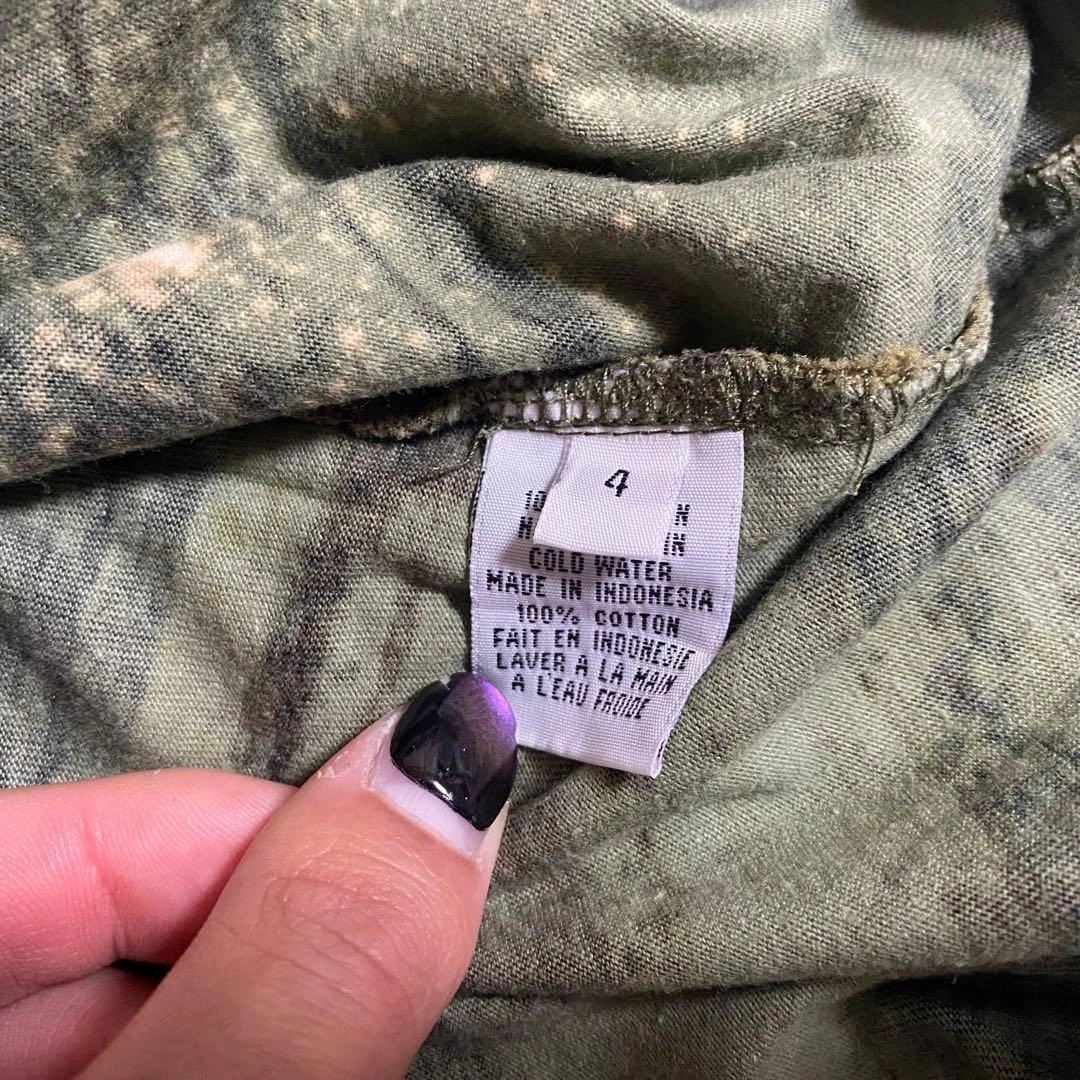 4
COLD WATER
MADE IN INDONESIA
100% COTTON
FAIT EN INDONESIE
LAVER A LA MAIN
A L'EAU FROIDE